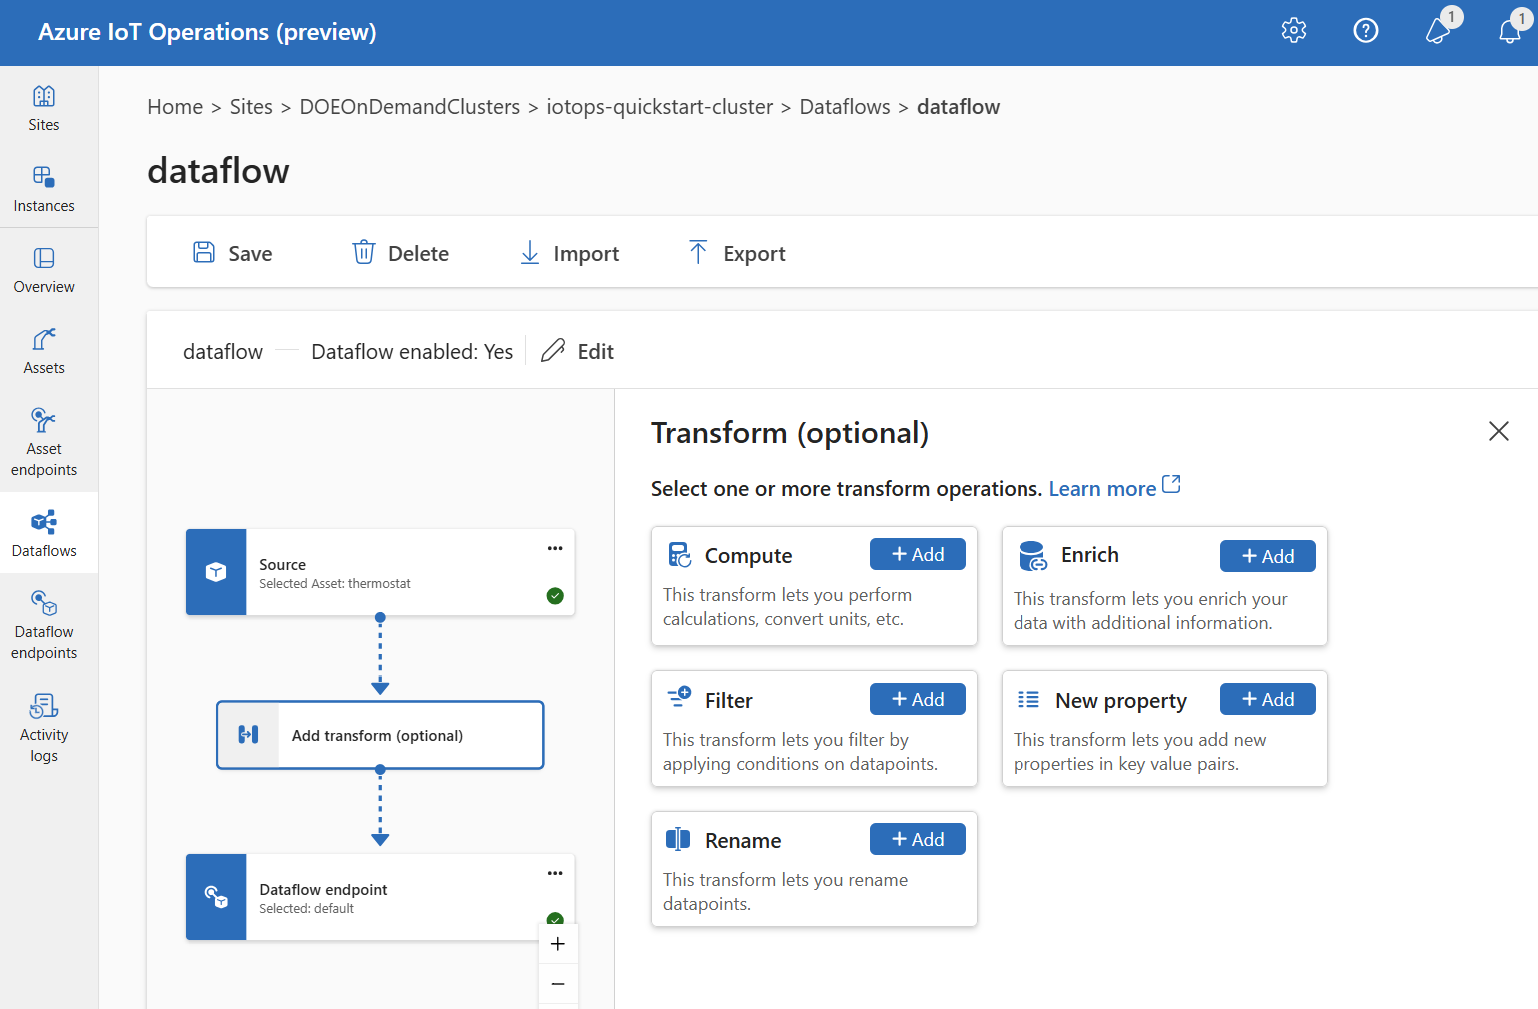 Azure IoT Operations (preview)
1
1
Sites
Instances
Overview
Assets
Asset
endpoints
Dataflows
Dataflow
endpoints
Activity
logs
Home > Sites > DOEOnDemandClusters > iotops-quickstart-cluster > Dataflows > dataflow
dataflow
Save Delete Import Export
dataflow Dataflow enabled: Yes Edit
Source
Selected Asset: thermostat
Add transform (optional)
Dataflow endpoint
Selected: default
Transform (optional)
Select one or more transform operations. Learn more
Compute + Add
This transform lets you perform
calculations, convert units, etc.
Enrich + Add
This transform lets you enrich your
data with additional information.
Filter + Add
This transform lets you filter by
applying conditions on datapoints.
New property + Add
This transform lets you add new
properties in key value pairs.
Rename + Add
This transform lets you rename
datapoints.